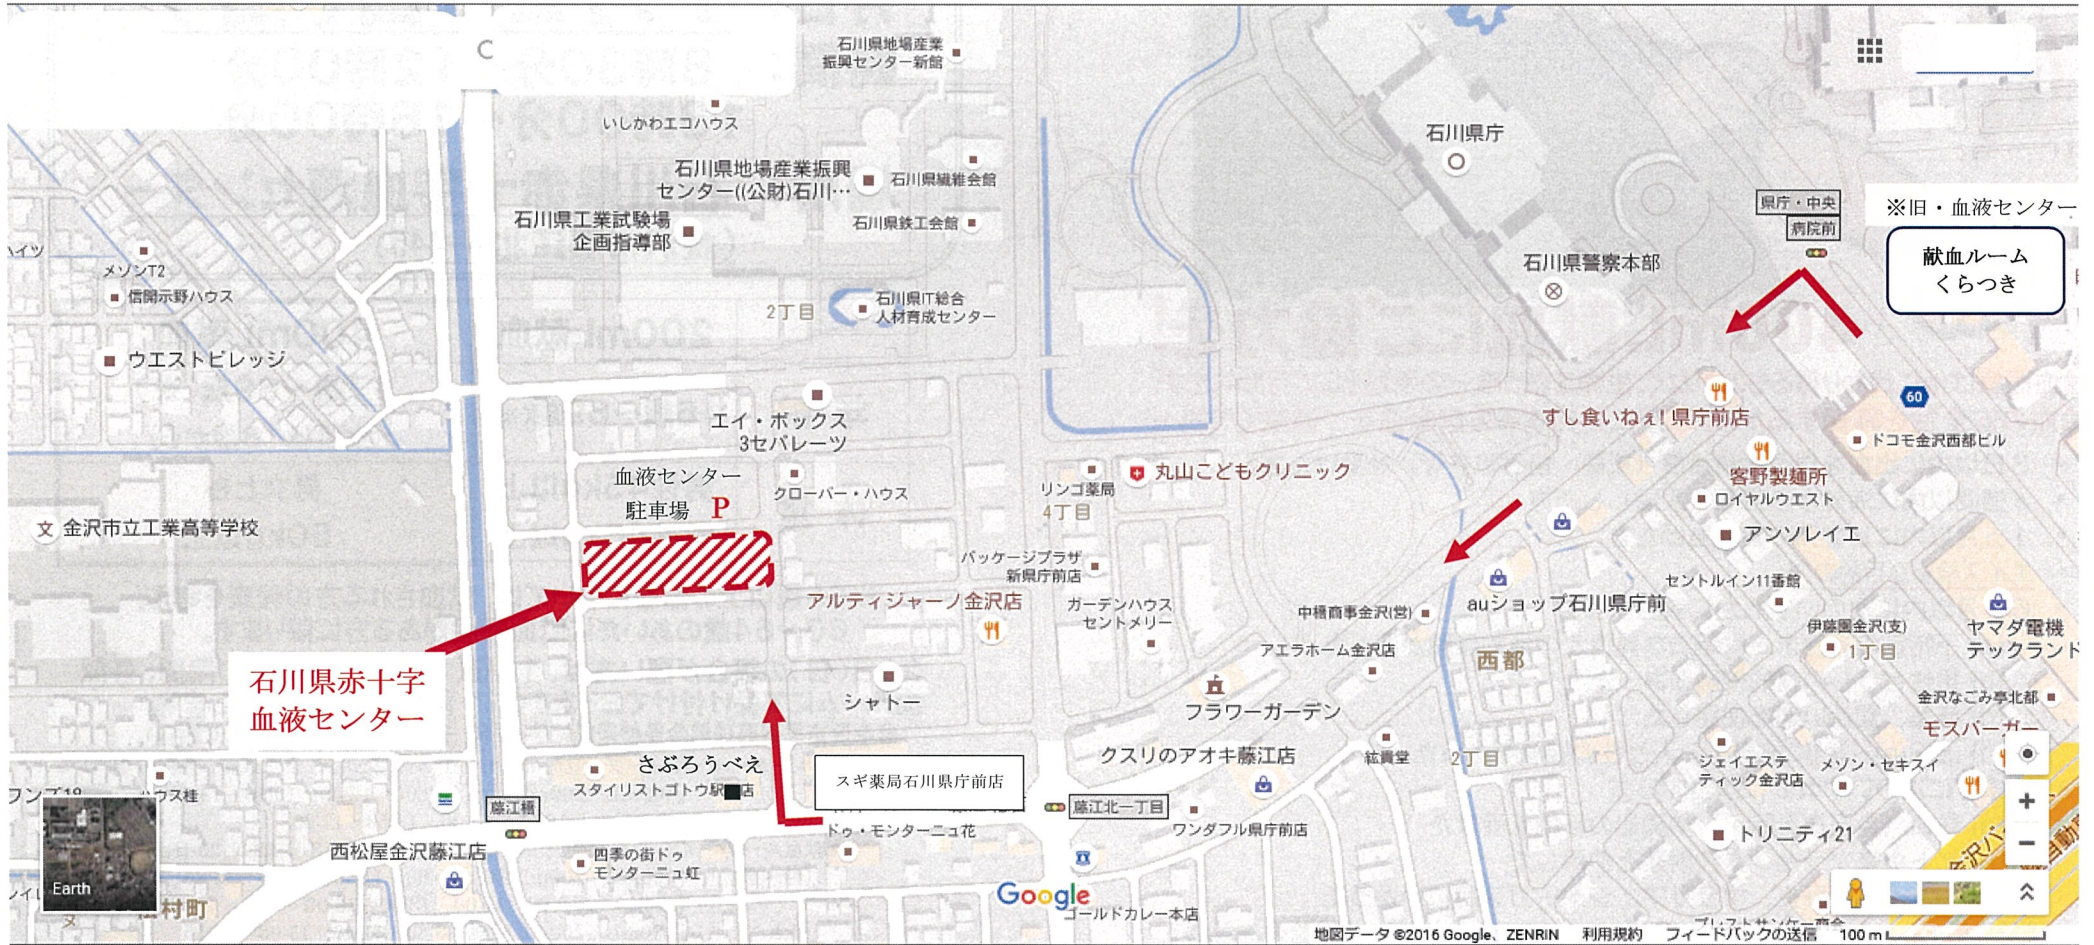 C
石川県地場産業
振興センター新館
いしかわエコハウス
石川県庁
石川県地場産業振興
センター((公財)石川…
石川県繊維会館
石川県工業試験場
企画指導部
石川県鉄工会館
県庁・中央
病院前
※旧・血液センター
献血ルーム
くらつき
石川県警察本部
ハイツ
メゾンT2
信開示野ハウス
2丁目
石川県IT総合
人材育成センター
ウエストビレッジ
エイ・ボックス
3セパレーツ
すし食いねぇ! 県庁前店
60
ドコモ金沢西都ビル
血液センター
駐車場 P
クローバー・ハウス
リンゴ薬局
丸山こどもクリニック
4丁目
客野製麺所
ロイヤルウエスト
アンソレイエ
文 金沢市立工業高等学校
パッケージプラザ
新県庁前店
アルティジャーノ金沢店
ガーデンハウス
セントメリー
中橋商事金沢(営)
auショップ石川県庁前
セントルイン11番館
伊藤園金沢(支)
1丁目
ヤマダ電機
テックランド
アエラホーム金沢店
西都
石川県赤十字
血液センター
シャトー
フラワーガーデン
金沢なごみ亭北都
モスバーガー
さぶろうべえ
スタイリストゴトウ駅
店
スギ薬局石川県庁前店
クスリのアオキ藤江店
紘貴堂
2丁目
ジェイエステ
ティック金沢店
メゾン・セキスイ
ハウス桂
藤江橋
藤江北一丁目
ドゥ・モンターニュ花
ワンダフル県庁前店
トリニティ21
西松屋金沢藤江店
四季の街ドゥ
モンターニュ虹
Earth
村町
Google
ゴールドカレー本店
地図データ ©2016 Google、ZENRIN 利用規約 フィードバックの送信 100 m